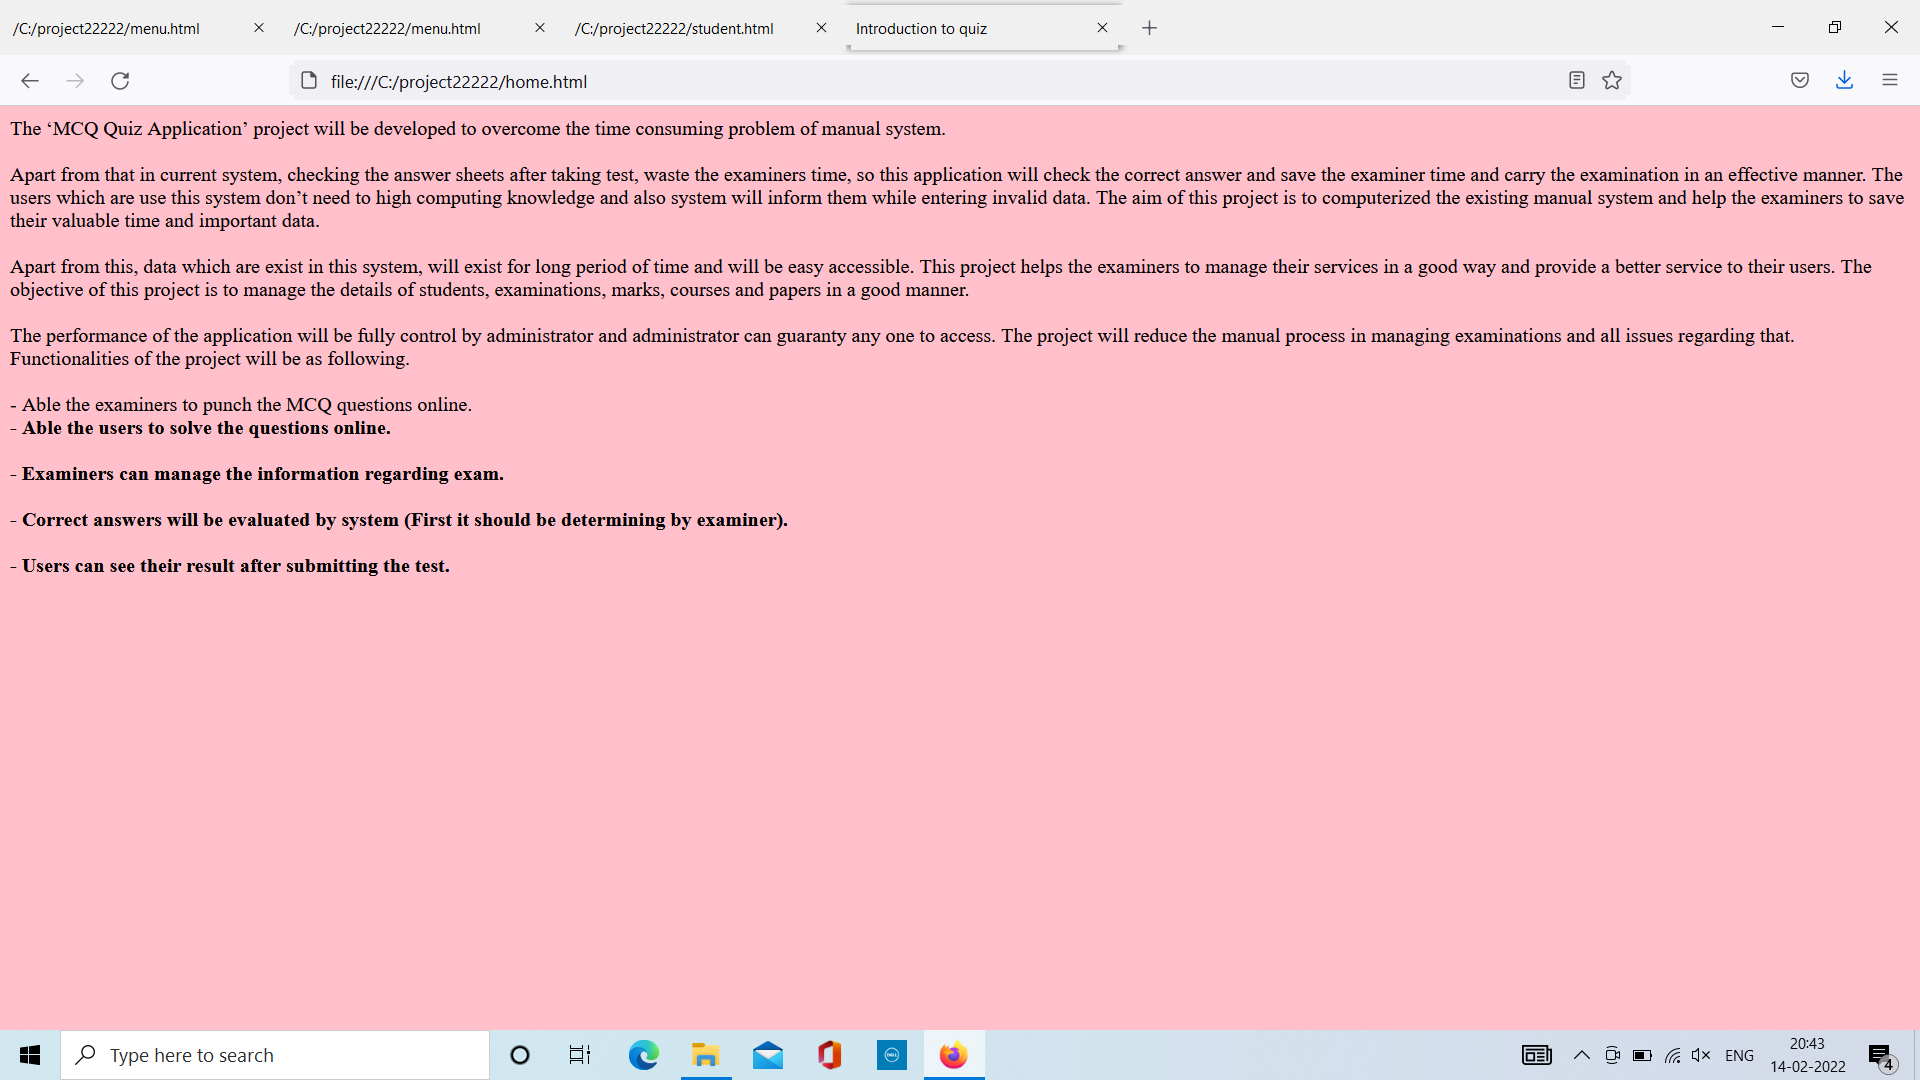 /C:/project22222/menu.html
/C:/project22222/menu.html
/C:/project22222/student.html
Introduction to quiz
file:///C:/project22222/home.html
The ‘MCQ Quiz Application’ project will be developed to overcome the time consuming problem of manual system.
Apart from that in current system, checking the answer sheets after taking test, waste the examiners time, so this application will check the correct answer and save the examiner time and carry the examination in an effective manner. The
users which are use this system don’t need to high computing knowledge and also system will inform them while entering invalid data. The aim of this project is to computerized the existing manual system and help the examiners to save
their valuable time and important data.
Apart from this, data which are exist in this system, will exist for long period of time and will be easy accessible. This project helps the examiners to manage their services in a good way and provide a better service to their users. The
objective of this project is to manage the details of students, examinations, marks, courses and papers in a good manner.
The performance of the application will be fully control by administrator and administrator can guaranty any one to access. The project will reduce the manual process in managing examinations and all issues regarding that.
Functionalities of the project will be as following.
- Able the examiners to punch the MCQ questions online.
- Able the users to solve the questions online.
- Examiners can manage the information regarding exam.
- Correct answers will be evaluated by system (First it should be determining by examiner).
- Users can see their result after submitting the test.
Type here to search
DELL
ENG
20:43
14-02-2022
4